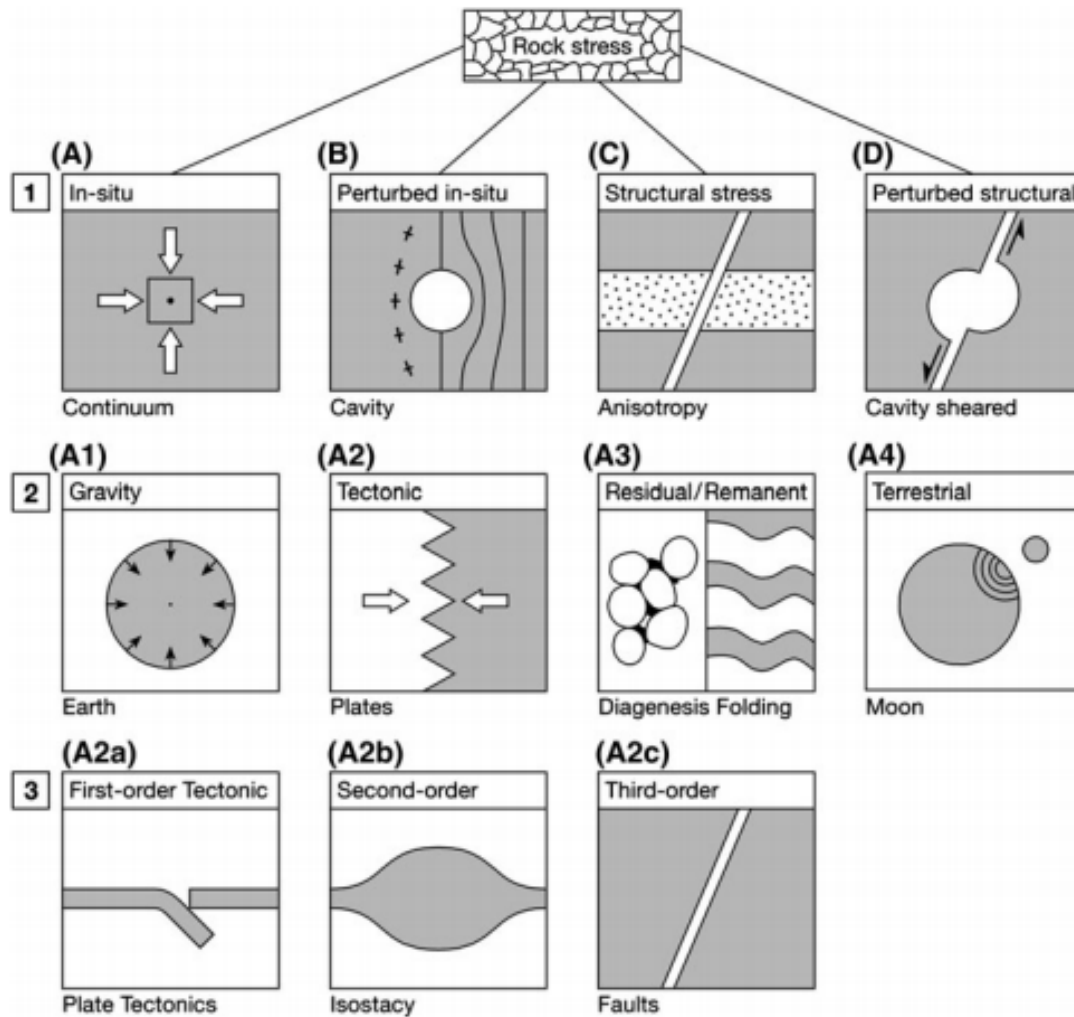 Rock stress
(A) (B) (C) (D)
1 In-situ Perturbed in-situ Structural stress Perturbed structural
Continuum Cavity Anisotropy Cavity sheared
(A1) (A2) (A3) (A4)
2 Gravity Tectonic Residual/Remanent Terrestrial
Earth Plates Diagenesis Folding Moon
(A2a) (A2b) (A2c)
3 First-order Tectonic Second-order Third-order
Plate Tectonics Isostacy Faults